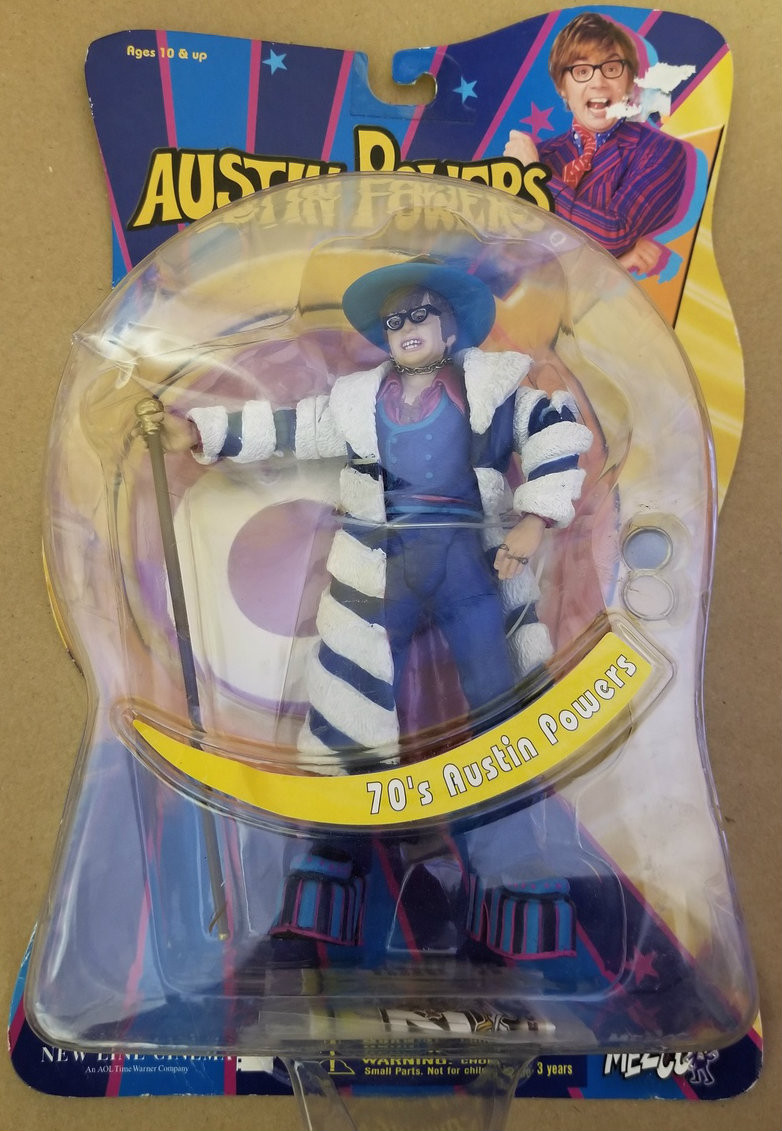 Ages 10 & up
AUSTIN POWERS
70's Austin Powers
NEW LINE CINEMA
An AOL Time Warner Company
WARNING:
Small Parts. Not for 3 years
MEZCO